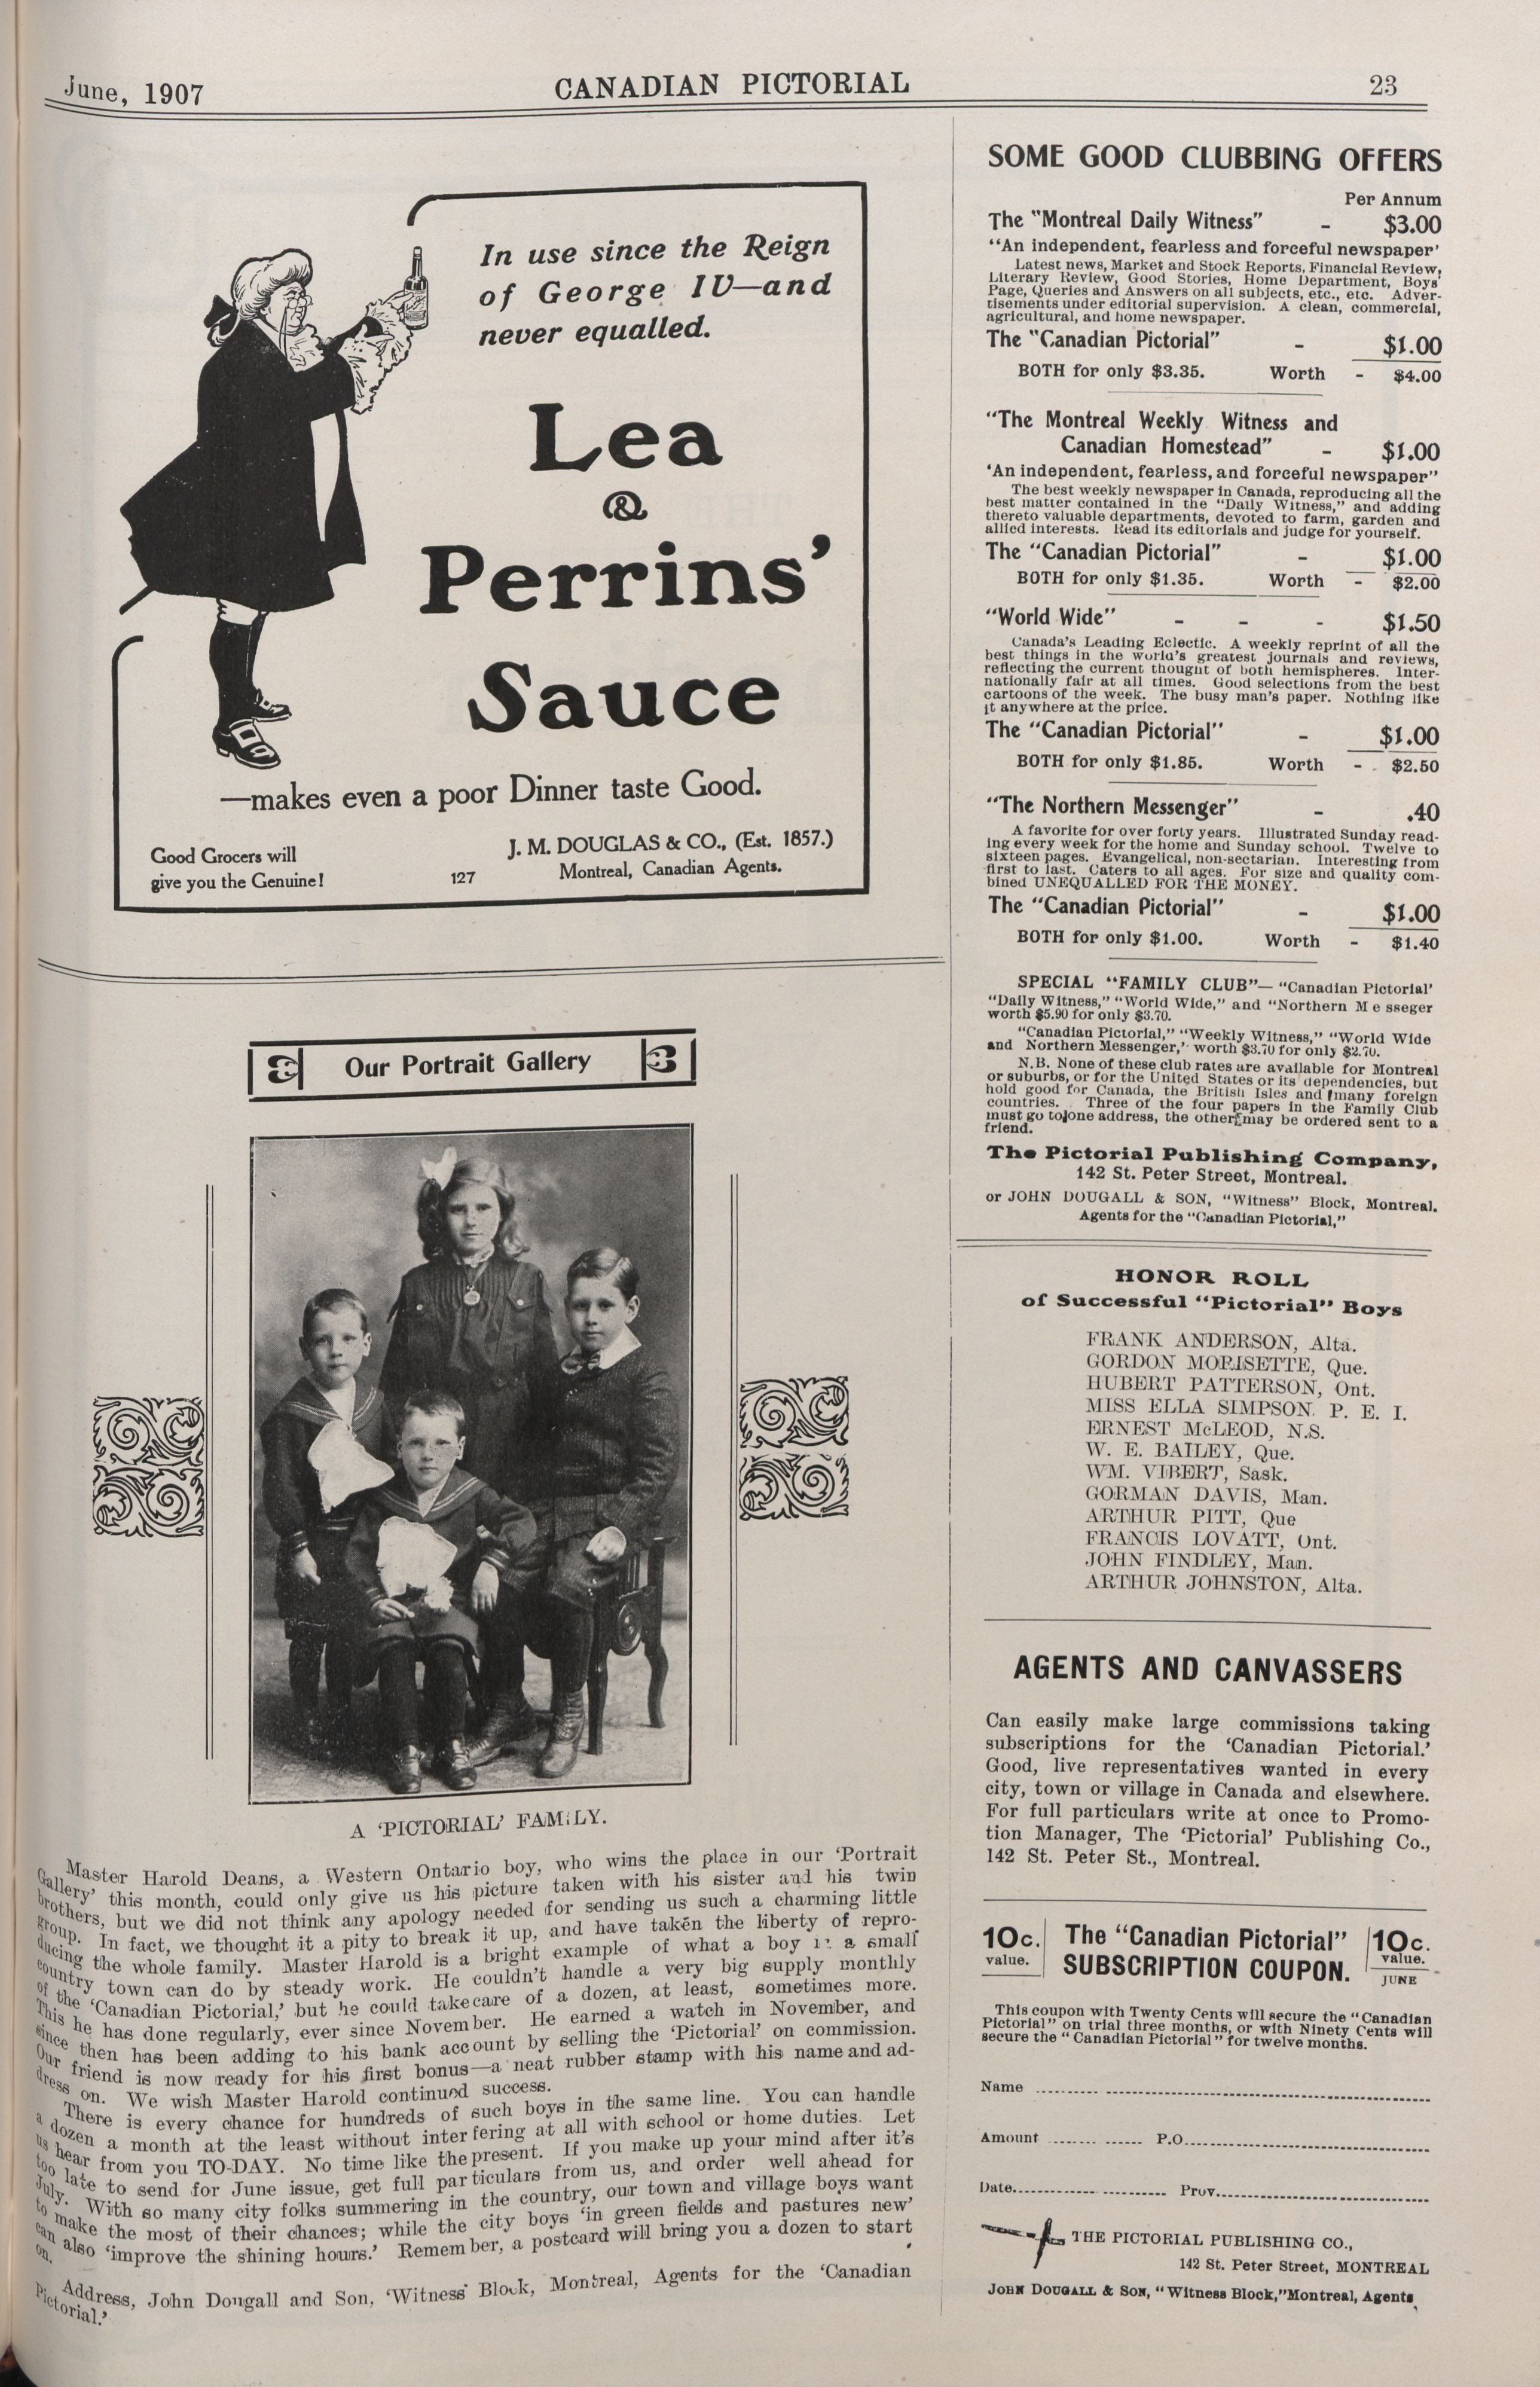 June, 1907
CANADIAN PICTORIAL
23
In use since the Reign
of George IV—and
never equalled.
Lea
&
Perrins'
Sauce
—makes even a poor Dinner taste Good.
Good Grocers will
give you the Genuine!
127
J. M. DOUGLAS & CO., (Est. 1857.)
Montreal, Canadian Agents.
Our Portrait Gallery
A 'PICTORIAL' FAMILY.
Master Harold Deans, a Western Ontario boy, who wins the place in our 'Portrait
Gallery' this month, could only give us his picture taken with his sister and his twin
brothers, but we did not think any apology needed for sending us such a charming little
group. In fact, we thought it a pity to break it up, and have taken the liberty of repro-
ducing the whole family. Master Harold is a bright example of what a boy in a small
country town can do by steady work. He couldn't handle a very big supply monthly
of the 'Canadian Pictorial,' but he could take care of a dozen, at least, sometimes more.
This he has done regularly, ever since November. He earned a watch in November, and
since then has been adding to his bank account by selling the 'Pictorial' on commission.
Our friend is now ready for his first bonus—a neat rubber stamp with his name and ad-
dress on. We wish Master Harold continued success.
There is every chance for hundreds of such boys in the same line. You can handle
a dozen a month at the least without interfering at all with school or home duties. Let
us hear from you TO-DAY. No time like the present. If you make up your mind after it's
too late to send for June issue, get full particulars from us, and order well ahead for
July. With so many city folks summering in the country, our town and village boys want
to make the most of their chances; while the city boys 'in green fields and pastures new'
can also 'improve the shining hours.' Remember, a postcard will bring you a dozen to start
on.
Address, John Dougall and Son, 'Witness' Block, Montreal, Agents for the 'Canadian
Pictorial.'
SOME GOOD CLUBBING OFFERS
Per Annum
The "Montreal Daily Witness" - $3.00
"An independent, fearless and forceful newspaper'
Latest news, Market and Stock Reports, Financial Review,
Literary Review, Good Stories, Home Department, Boys'
Page, Queries and Answers on all subjects, etc., etc. Adver-
tisements under editorial supervision. A clean, commercial,
agricultural, and home newspaper.
The "Canadian Pictorial" - $1.00
BOTH for only $3.35. Worth - $4.00
"The Montreal Weekly Witness and
Canadian Homestead" - $1.00
'An independent, fearless, and forceful newspaper"
The best weekly newspaper in Canada, reproducing all the
best matter contained in the "Daily Witness," and adding
thereto valuable departments, devoted to farm, garden and
allied interests. Read its editorials and judge for yourself.
The "Canadian Pictorial" - $1.00
BOTH for only $1.35. Worth - $2.00
"World Wide" - - - $1.50
Canada's Leading Eclectic. A weekly reprint of all the
best things in the world's greatest journals and reviews,
reflecting the current thought of both hemispheres. Inter-
nationally fair at all times. Good selections from the best
cartoons of the week. The busy man's paper. Nothing like
it anywhere at the price.
The "Canadian Pictorial" - $1.00
BOTH for only $1.85. Worth - $2.50
"The Northern Messenger" - .40
A favorite for over forty years. Illustrated Sunday read-
ing every week for the home and Sunday school. Twelve to
sixteen pages. Evangelical, non-sectarian. Interesting from
first to last. Caters to all ages. For size and quality com-
bined UNEQUALLED FOR THE MONEY.
The "Canadian Pictorial" - $1.00
BOTH for only $1.00. Worth - $1.40
SPECIAL "FAMILY CLUB"— "Canadian Pictorial'
"Daily Witness," "World Wide," and "Northern Me sseger
worth $5.90 for only $3.70.
"Canadian Pictorial," "Weekly Witness," "World Wide
and Northern Messenger,' worth $3.70 for only $2.70.
N.B. None of these club rates are available for Montreal
or suburbs, or for the United States or its dependencies, but
hold good for Canada, the British Isles and many foreign
countries. Three of the four papers in the Family Club
must go to one address, the other may be ordered sent to a
friend.
The Pictorial Publishing Company,
142 St. Peter Street, Montreal.
or JOHN DOUGALL & SON, "Witness" Block, Montreal.
Agents for the "Canadian Pictorial,"
HONOR ROLL
of Successful "Pictorial" Boys
FRANK ANDERSON, Alta.
GORDON MORISETTE, Que.
HUBERT PATTERSON, Ont.
MISS ELLA SIMPSON. P. E. I.
ERNEST McLEOD, N.S.
W. E. BAILEY, Que.
WM. VIBERT, Sask.
GORMAN DAVIS, Man.
ARTHUR PITT, Que
FRANCIS LOVATT, Ont.
JOHN FINDLEY, Man.
ARTHUR JOHNSTON, Alta.
AGENTS AND CANVASSERS
Can easily make large commissions taking
subscriptions for the 'Canadian Pictorial.'
Good, live representatives wanted in every
city, town or village in Canada and elsewhere.
For full particulars write at once to Promo-
tion Manager, The 'Pictorial' Publishing Co.,
142 St. Peter St., Montreal.
10c. value.
The "Canadian Pictorial"
SUBSCRIPTION COUPON.
10c. value.
JUNE
This coupon with Twenty Cents will secure the "Canadian
Pictorial" on trial three months, or with Ninety Cents will
secure the "Canadian Pictorial" for twelve months.
Name
Amount P.O.
Date Prov.
THE PICTORIAL PUBLISHING CO.,
142 St. Peter Street, MONTREAL
JOHN DOUGALL & SON, "Witness Block," Montreal, Agents